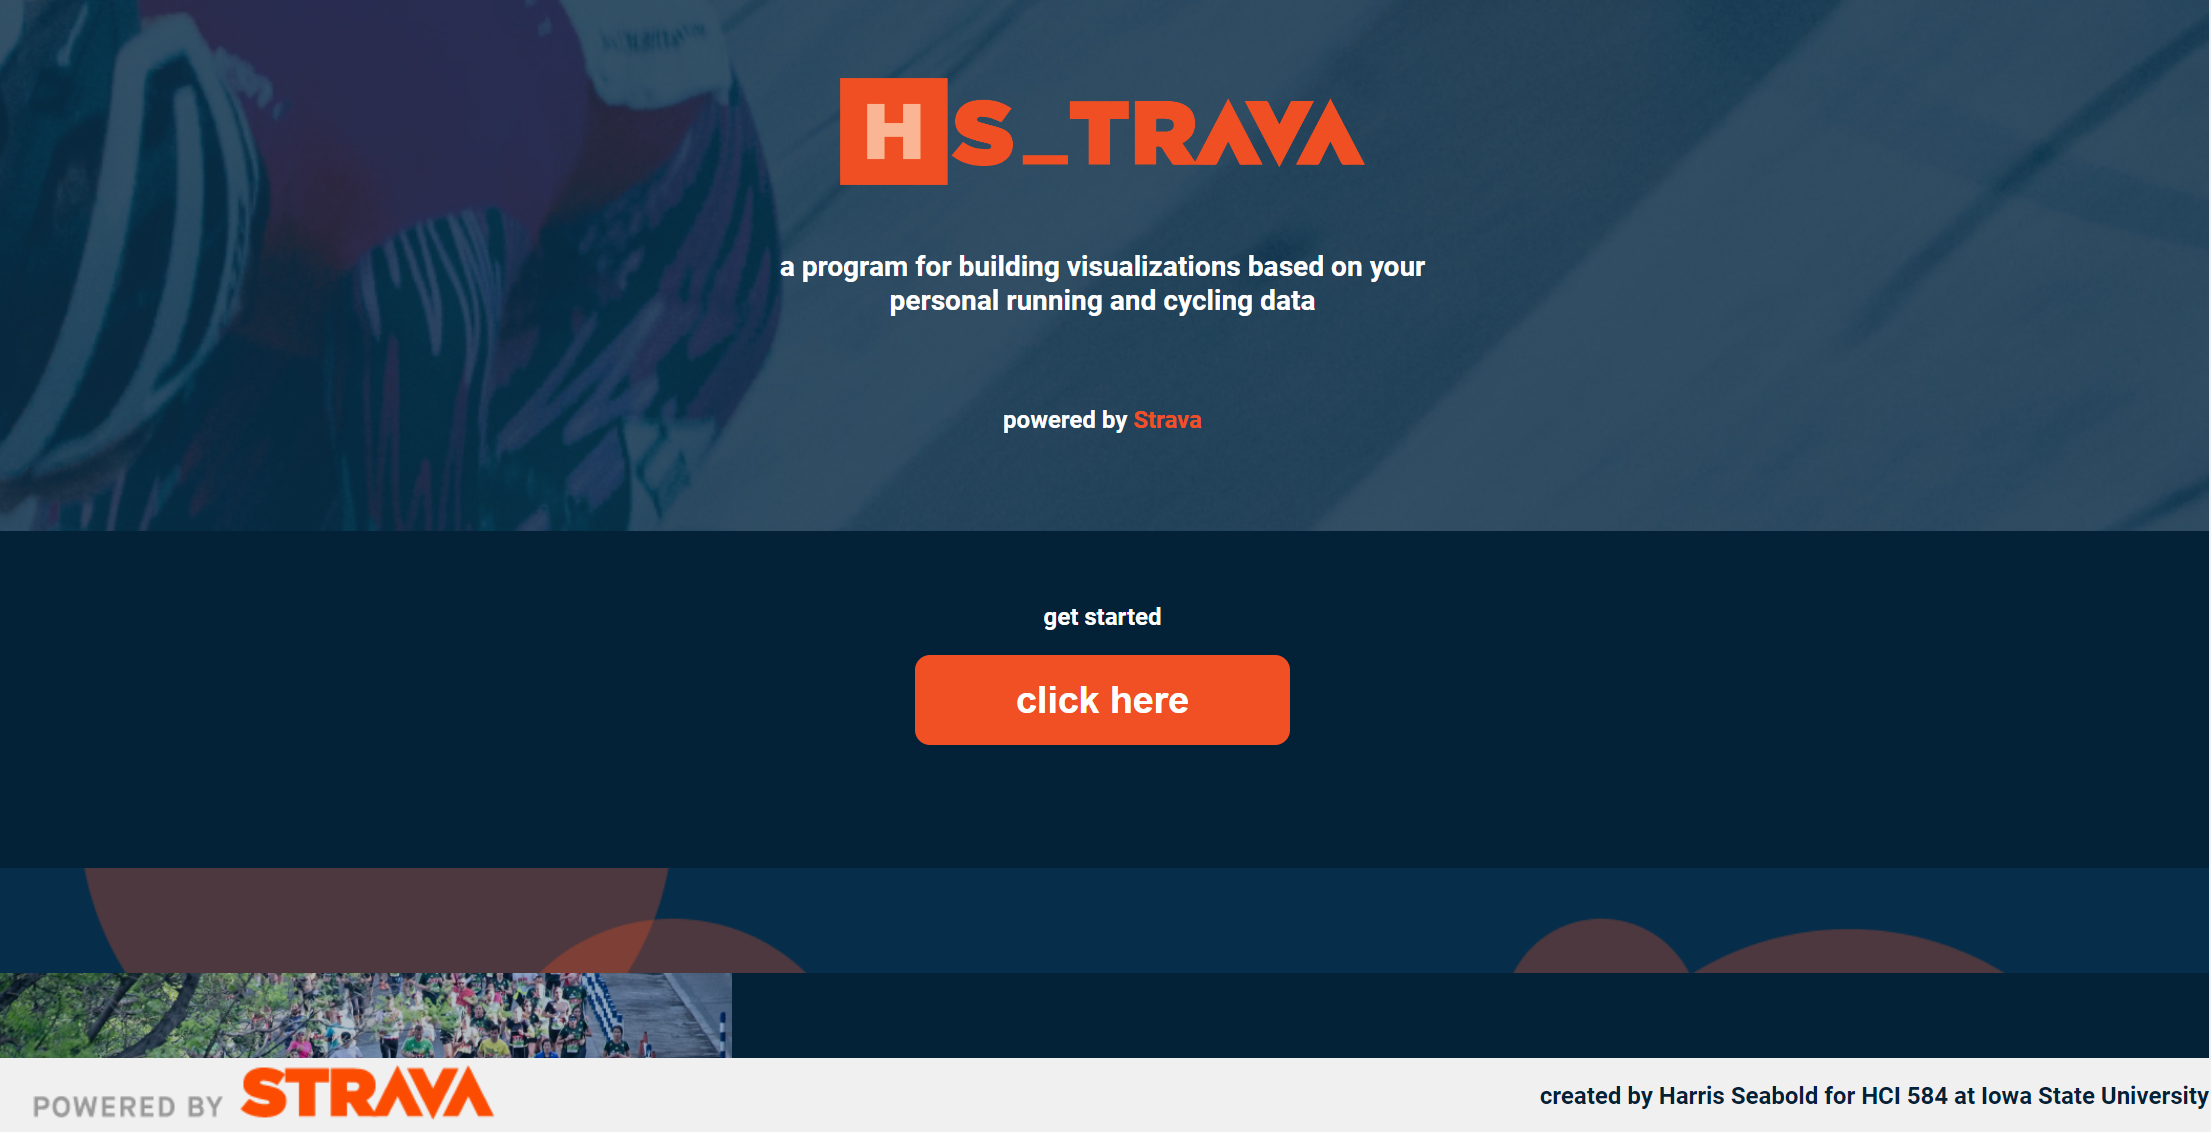 HS_TRAVA
a program for building visualizations based on your
personal running and cycling data
powered by Strava
get started
click here
POWERED BY STRAVA
created by Harris Seabold for HCI 584 at Iowa State University